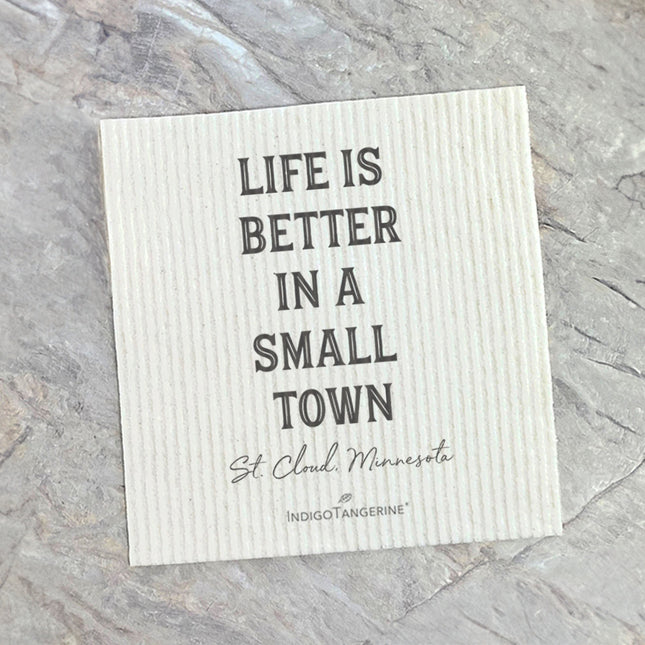 LIFE IS
BETTER
IN A
SMALL
TOWN
St. Cloud, Minnesota
INDIGOTANGERINE®